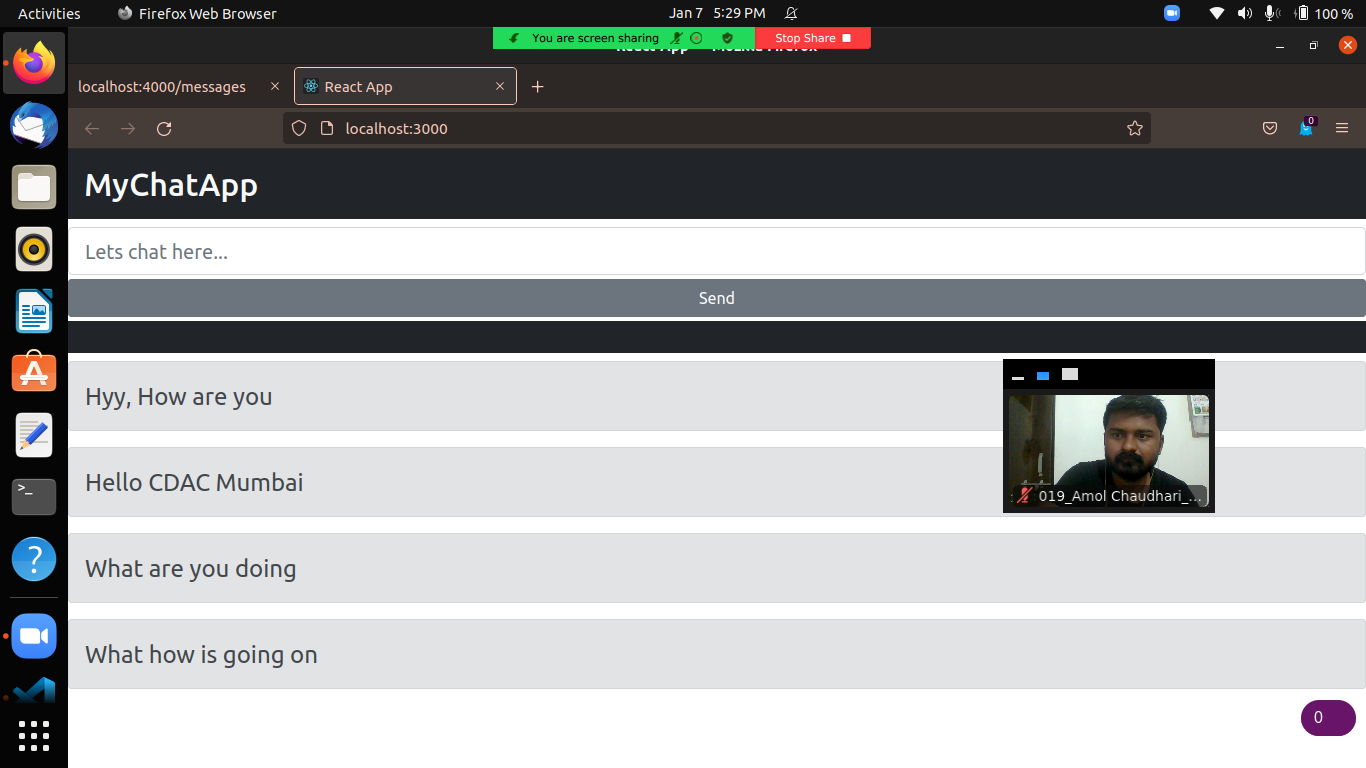 Activities Firefox Web Browser Jan 7 5:29 PM 100 %
You are screen sharing Stop Share
localhost:4000/messages React App
localhost:3000 0
MyChatApp
Lets chat here...
Send
Hyy, How are you
Hello CDAC Mumbai
019_Amol Chaudhari_...
What are you doing
What how is going on
0